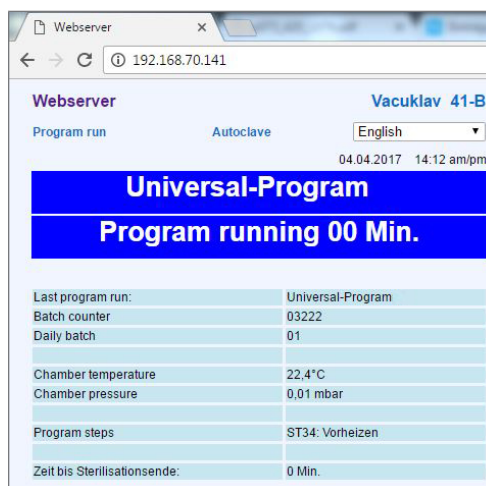 Webserver
192.168.70.141
Webserver Vacuklav 41-B
Program run Autoclave English
04.04.2017 14:12 am/pm
Universal-Program
Program running 00 Min.
Last program run: Universal-Program
Batch counter 03222
Daily batch 01
Chamber temperature 22,4°C
Chamber pressure 0,01 mbar
Program steps ST34: Vorheizen
Zeit bis Sterilisationsende: 0 Min.